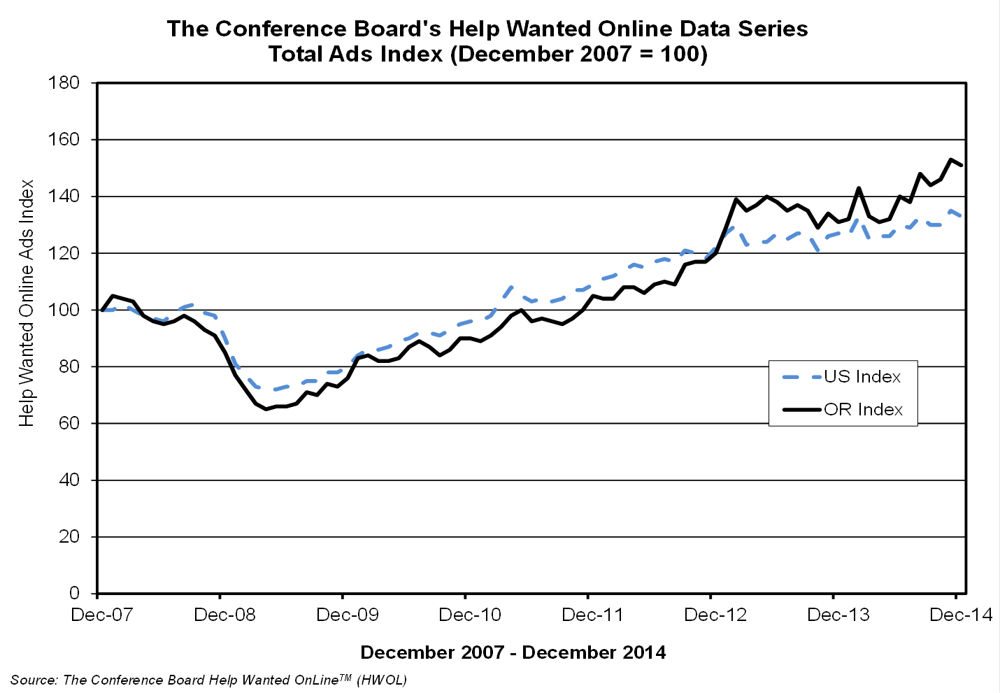 The Conference Board's Help Wanted Online Data Series
Total Ads Index (December 2007 = 100)
Help Wanted Online Ads Index
180
160
140
120
100
80
60
40
20
0
US Index
OR Index
Dec-07 Dec-08 Dec-09 Dec-10 Dec-11 Dec-12 Dec-13 Dec-14
December 2007 - December 2014
Source: The Conference Board Help Wanted OnLine™ (HWOL)